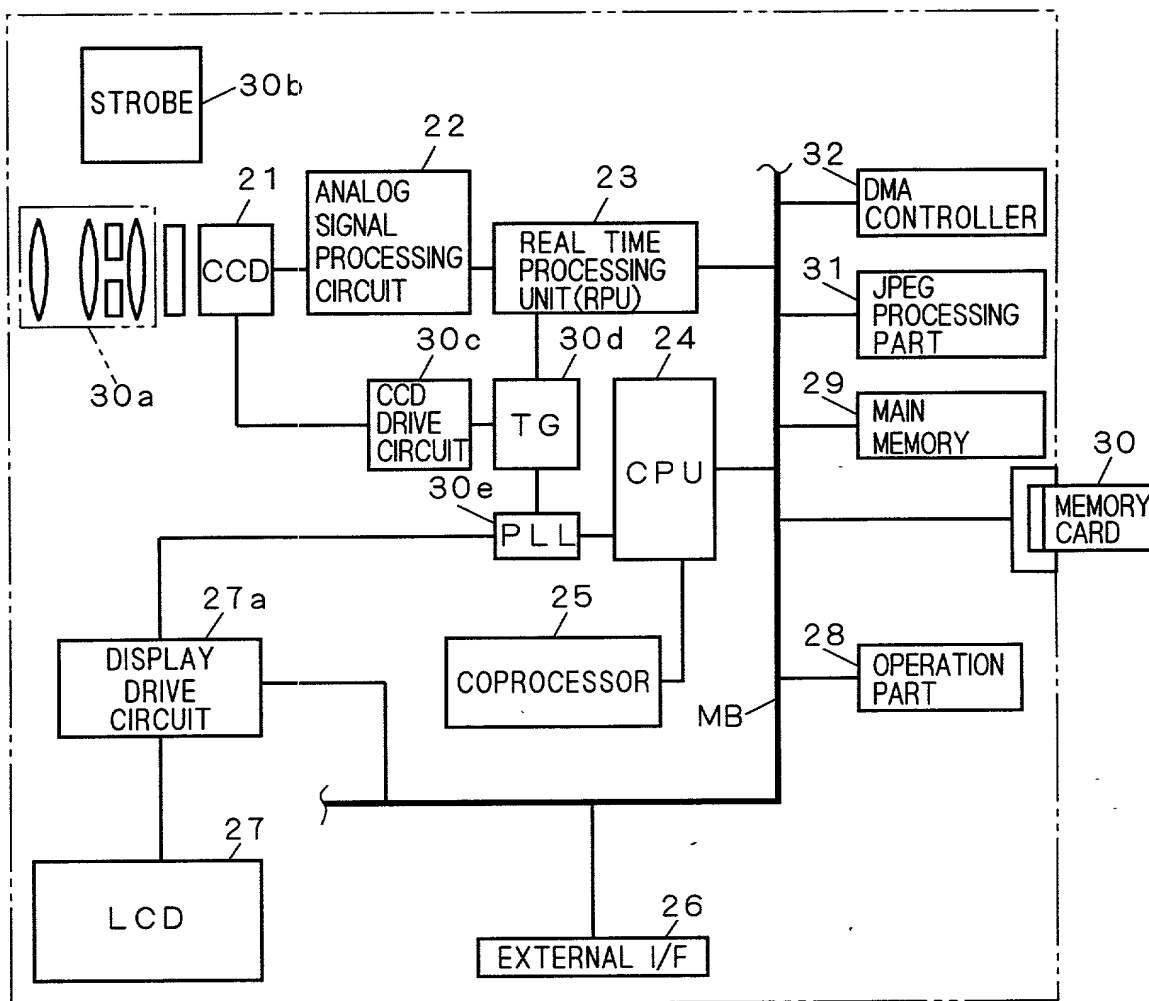 STROBE
30b
21
22
23
32
ANALOG
SIGNAL
PROCESSING
CIRCUIT
CCD
REAL TIME
PROCESSING
UNIT(RPU)
DMA
CONTROLLER
31
JPEG
PROCESSING
PART
30a
30c
30d
24
CCD
DRIVE
CIRCUIT
TG
CPU
29
MAIN
MEMORY
30
MEMORY
CARD
30e
PLL
27a
25
28
DISPLAY
DRIVE
CIRCUIT
COPROCESSOR
OPERATION
PART
MB
27
LCD
26
EXTERNAL I/F